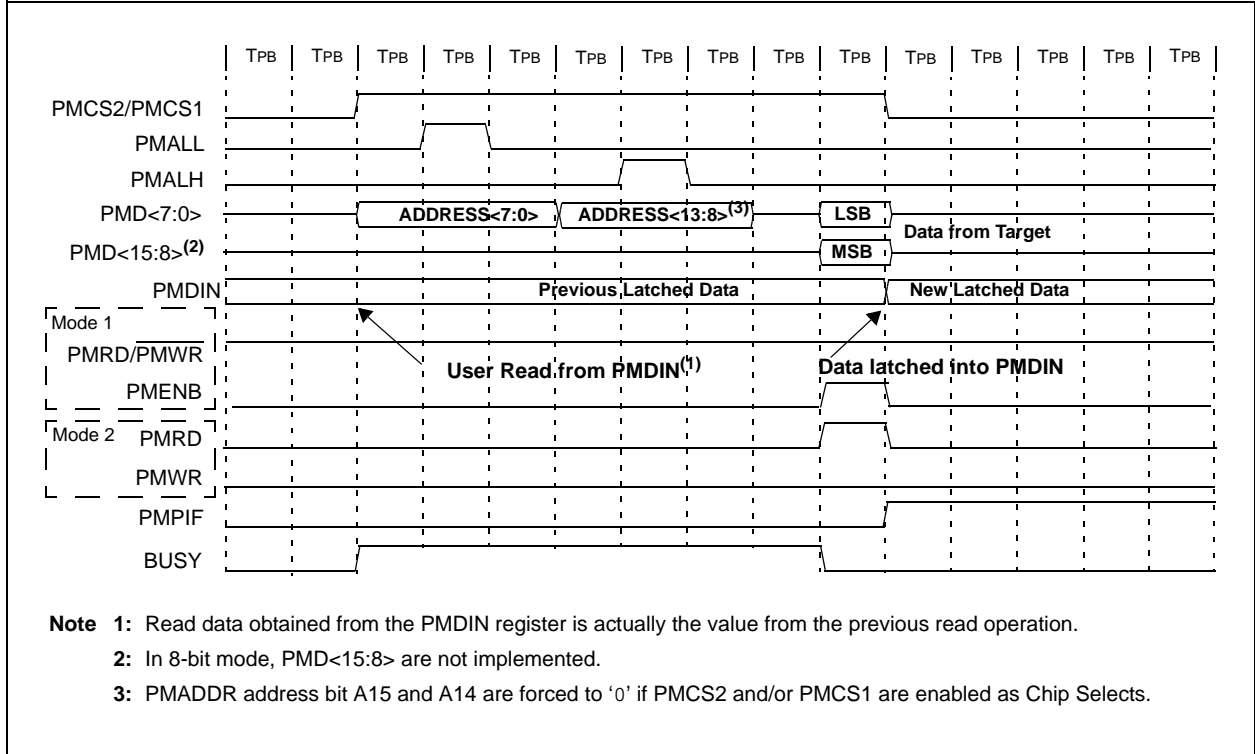 TPB TPB TPB TPB TPB TPB TPB TPB TPB TPB TPB TPB TPB TPB TPB
PMCS2/PMCS1
PMALL
PMALH
PMD<7:0> ADDRESS<7:0> ADDRESS<13:8>(3) LSB
Data from Target
PMD<15:8>(2) MSB
PMDIN Previous Latched Data New Latched Data
Mode 1
PMRD/PMWR
User Read from PMDIN(1) Data latched into PMDIN
PMENB
Mode 2 PMRD
PMWR
PMPIF
BUSY
Note 1: Read data obtained from the PMDIN register is actually the value from the previous read operation.
2: In 8-bit mode, PMD<15:8> are not implemented.
3: PMADDR address bit A15 and A14 are forced to ‘0’ if PMCS2 and/or PMCS1 are enabled as Chip Selects.